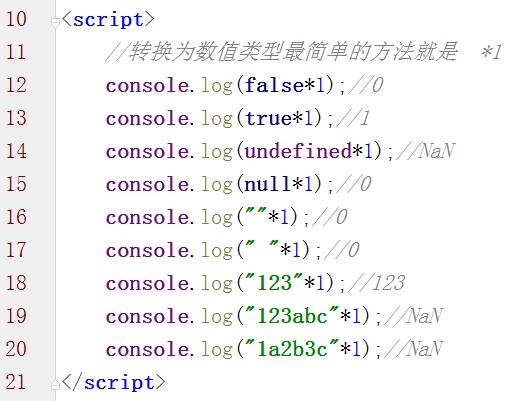 10 <script>
11 //转换为数值类型最简单的方法就是 *1
12 console.log(false*1);//0
13 console.log(true*1);//1
14 console.log(undefined*1);//NaN
15 console.log(null*1);//0
16 console.log(""*1);//0
17 console.log(" "*1);//0
18 console.log("123"*1);//123
19 console.log("123abc"*1);//NaN
20 console.log("1a2b3c"*1);//NaN
21 </script>